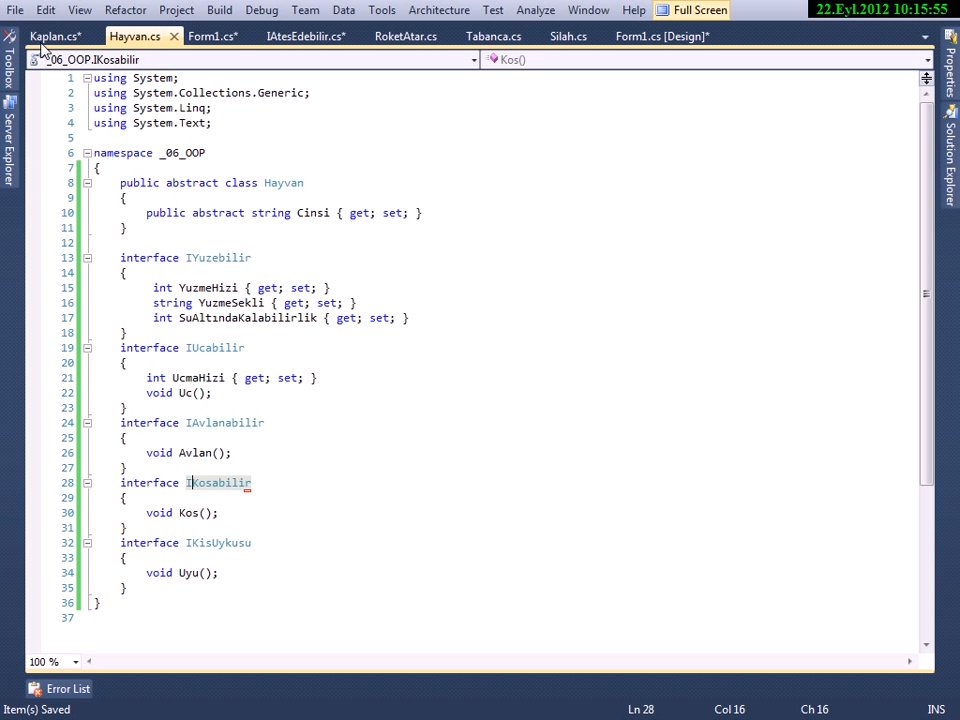 File Edit View Refactor Project Build Debug Team Data Tools Architecture Test Analyze Window Help Full Screen 22.Eyl.2012 10:15:55
Kaplan.cs* Hayvan.cs Form1.cs* IAtesEdebilir.cs* RoketAtar.cs Tabanca.cs Silah.cs Form1.cs [Design]*
_06_OOP.IKosabilir Kos()
Toolbox
Server Explorer
Properties
Solution Explorer
1 using System;
2 using System.Collections.Generic;
3 using System.Linq;
4 using System.Text;
5
6 namespace _06_OOP
7 {
8 public abstract class Hayvan
9 {
10 public abstract string Cinsi { get; set; }
11 }
12
13 interface IYuzebilir
14 {
15 int YuzmeHizi { get; set; }
16 string YuzmeSekli { get; set; }
17 int SuAltındaKalabilirlik { get; set; }
18 }
19 interface IUcabilir
20 {
21 int UcmaHizi { get; set; }
22 void Uc();
23 }
24 interface IAvlanabilir
25 {
26 void Avlan();
27 }
28 interface IKosabilir
29 {
30 void Kos();
31 }
32 interface IKisUykusu
33 {
34 void Uyu();
35 }
36 }
37
100 %
Error List
Item(s) Saved Ln 28 Col 16 Ch 16 INS